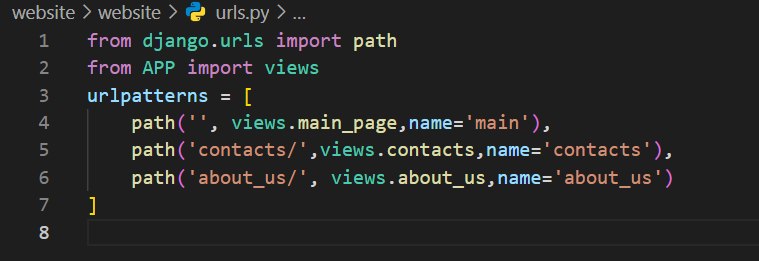 website > website > urls.py > ...
1 from django.urls import path
2 from APP import views
3 urlpatterns = [
4     path('', views.main_page,name='main'),
5     path('contacts/',views.contacts,name='contacts'),
6     path('about_us/', views.about_us,name='about_us')
7 ]
8